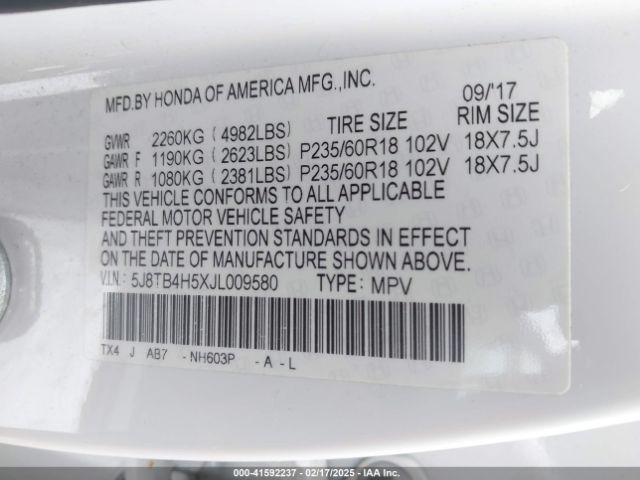 MFD.BY HONDA OF AMERICA MFG.,INC. 09/'17
TIRE SIZE RIM SIZE
GVWR 2260KG ( 4982LBS)
GAWR F 1190KG ( 2623LBS) P235/60R18 102V 18X7.5J
GAWR R 1080KG ( 2381LBS) P235/60R18 102V 18X7.5J
THIS VEHICLE CONFORMS TO ALL APPLICABLE
FEDERAL MOTOR VEHICLE SAFETY
AND THEFT PREVENTION STANDARDS IN EFFECT
ON THE DATE OF MANUFACTURE SHOWN ABOVE.
V.I.N.: 5J8TB4H5XJL009580 TYPE: MPV
TX4 J AB7 -NH603P -A-L
000-41592237 - 02/17/2025 - IAAI.com